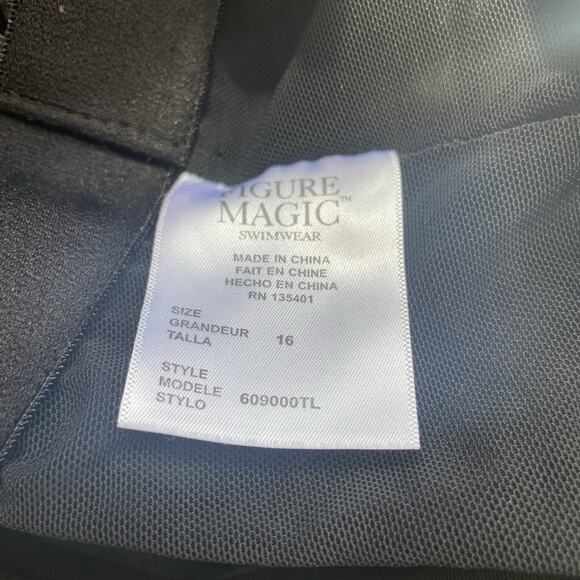 FIGURE
MAGIC™
SWIMWEAR
MADE IN CHINA
FAIT EN CHINE
HECHO EN CHINA
RN 135401
SIZE
GRANDEUR 16
TALLA
STYLE
MODELE 609000TL
STYLO